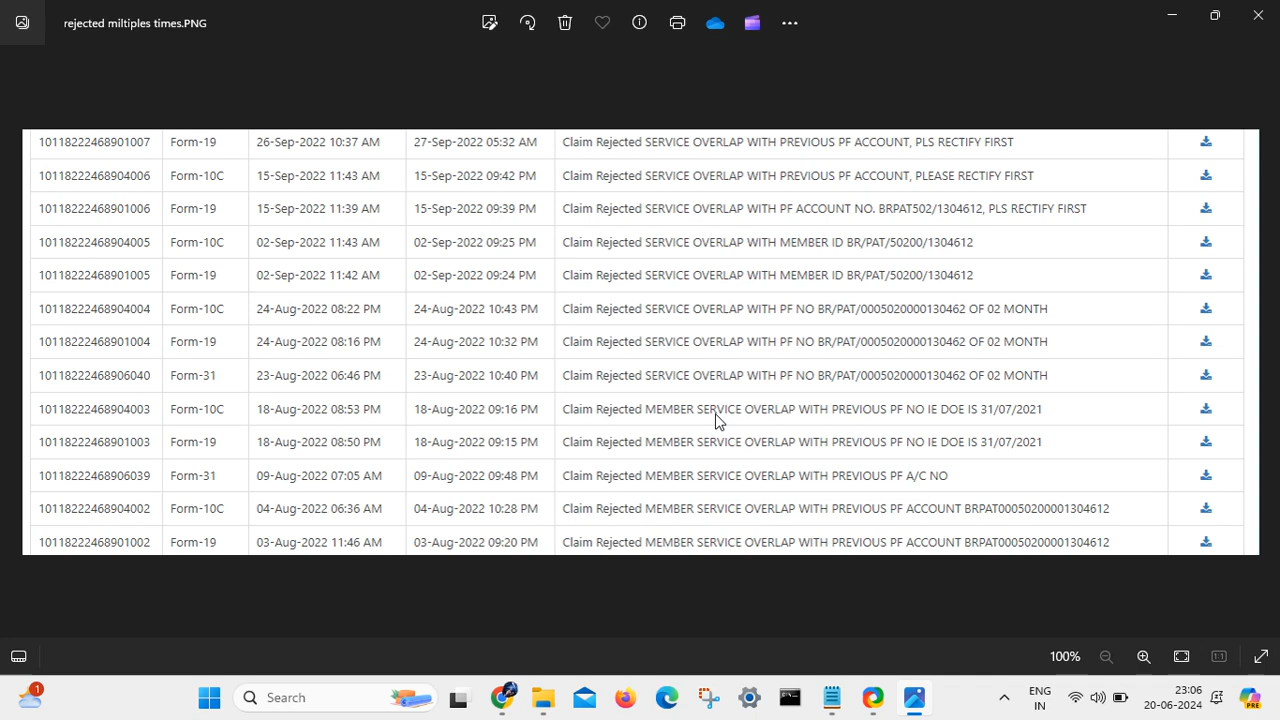 rejected miltiples times.PNG
10118222468901007 Form-19 26-Sep-2022 10:37 AM 27-Sep-2022 05:32 AM Claim Rejected SERVICE OVERLAP WITH PREVIOUS PF ACCOUNT, PLS RECTIFY FIRST
10118222468904006 Form-10C 15-Sep-2022 11:43 AM 15-Sep-2022 09:42 PM Claim Rejected SERVICE OVERLAP WITH PREVIOUS PF ACCOUNT, PLEASE RECTIFY FIRST
10118222468901006 Form-19 15-Sep-2022 11:39 AM 15-Sep-2022 09:39 PM Claim Rejected SERVICE OVERLAP WITH PF ACCOUNT NO. BRPAT502/1304612, PLS RECTIFY FIRST
10118222468904005 Form-10C 02-Sep-2022 11:43 AM 02-Sep-2022 09:25 PM Claim Rejected SERVICE OVERLAP WITH MEMBER ID BR/PAT/50200/1304612
10118222468901005 Form-19 02-Sep-2022 11:42 AM 02-Sep-2022 09:24 PM Claim Rejected SERVICE OVERLAP WITH MEMBER ID BR/PAT/50200/1304612
10118222468904004 Form-10C 24-Aug-2022 08:22 PM 24-Aug-2022 10:43 PM Claim Rejected SERVICE OVERLAP WITH PF NO BR/PAT/0005020000130462 OF 02 MONTH
10118222468901004 Form-19 24-Aug-2022 08:16 PM 24-Aug-2022 10:32 PM Claim Rejected SERVICE OVERLAP WITH PF NO BR/PAT/0005020000130462 OF 02 MONTH
10118222468906040 Form-31 23-Aug-2022 06:46 PM 23-Aug-2022 10:40 PM Claim Rejected SERVICE OVERLAP WITH PF NO BR/PAT/0005020000130462 OF 02 MONTH
10118222468904003 Form-10C 18-Aug-2022 08:53 PM 18-Aug-2022 09:16 PM Claim Rejected MEMBER SERVICE OVERLAP WITH PREVIOUS PF NO IE DOE IS 31/07/2021
10118222468901003 Form-19 18-Aug-2022 08:50 PM 18-Aug-2022 09:15 PM Claim Rejected MEMBER SERVICE OVERLAP WITH PREVIOUS PF NO IE DOE IS 31/07/2021
10118222468906039 Form-31 09-Aug-2022 07:05 AM 09-Aug-2022 09:48 PM Claim Rejected MEMBER SERVICE OVERLAP WITH PREVIOUS PF A/C NO
10118222468904002 Form-10C 04-Aug-2022 06:36 AM 04-Aug-2022 10:23 PM Claim Rejected MEMBER SERVICE OVERLAP WITH PREVIOUS PF ACCOUNT BRPAT00050200001304612
10118222468901002 Form-19 03-Aug-2022 11:46 AM 03-Aug-2022 09:20 PM Claim Rejected MEMBER SERVICE OVERLAP WITH PREVIOUS PF ACCOUNT BRPAT00050200001304612
100%
1
Search
ENG
IN
23:06
20-06-2024
PRE